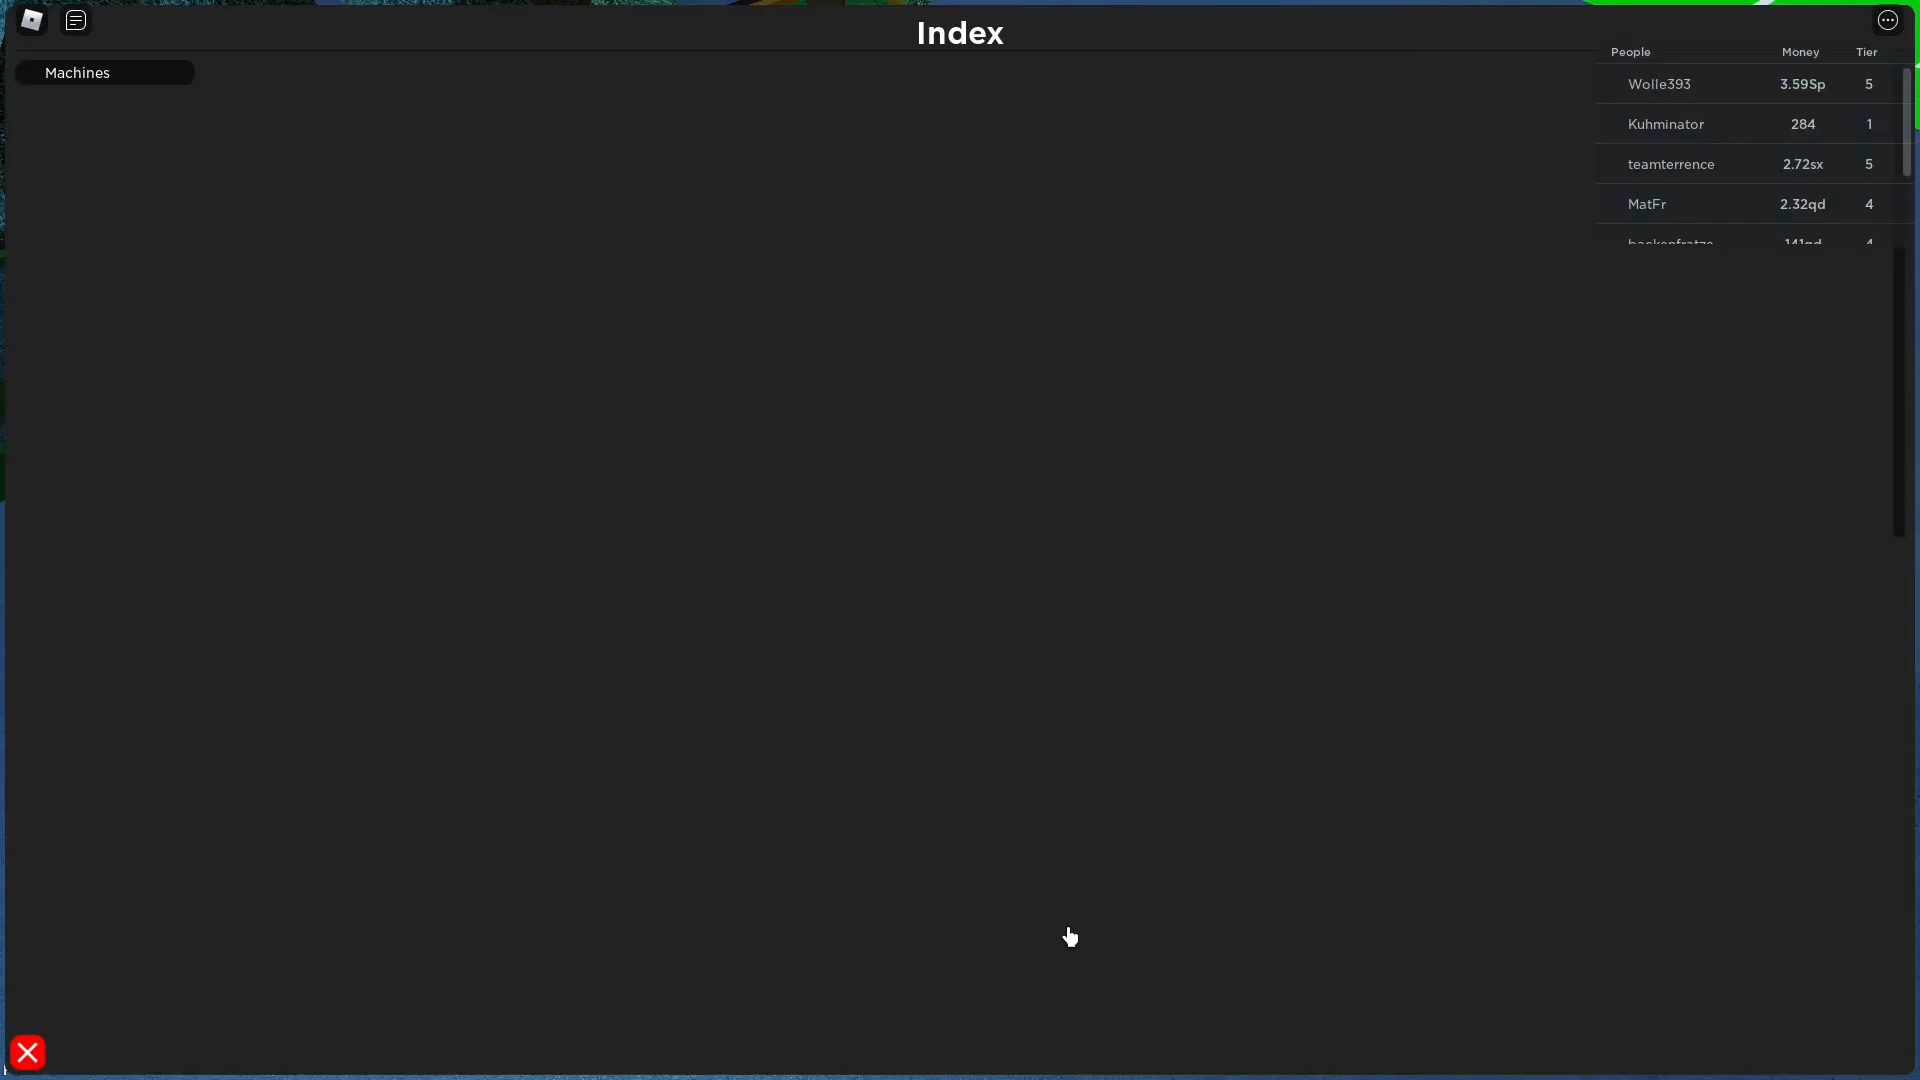 Index
Machines
People Money Tier
Wolle393 3.59Sp 5
Kuhminator 284 1
teamterrence 2.72sx 5
MatFr 2.32qd 4